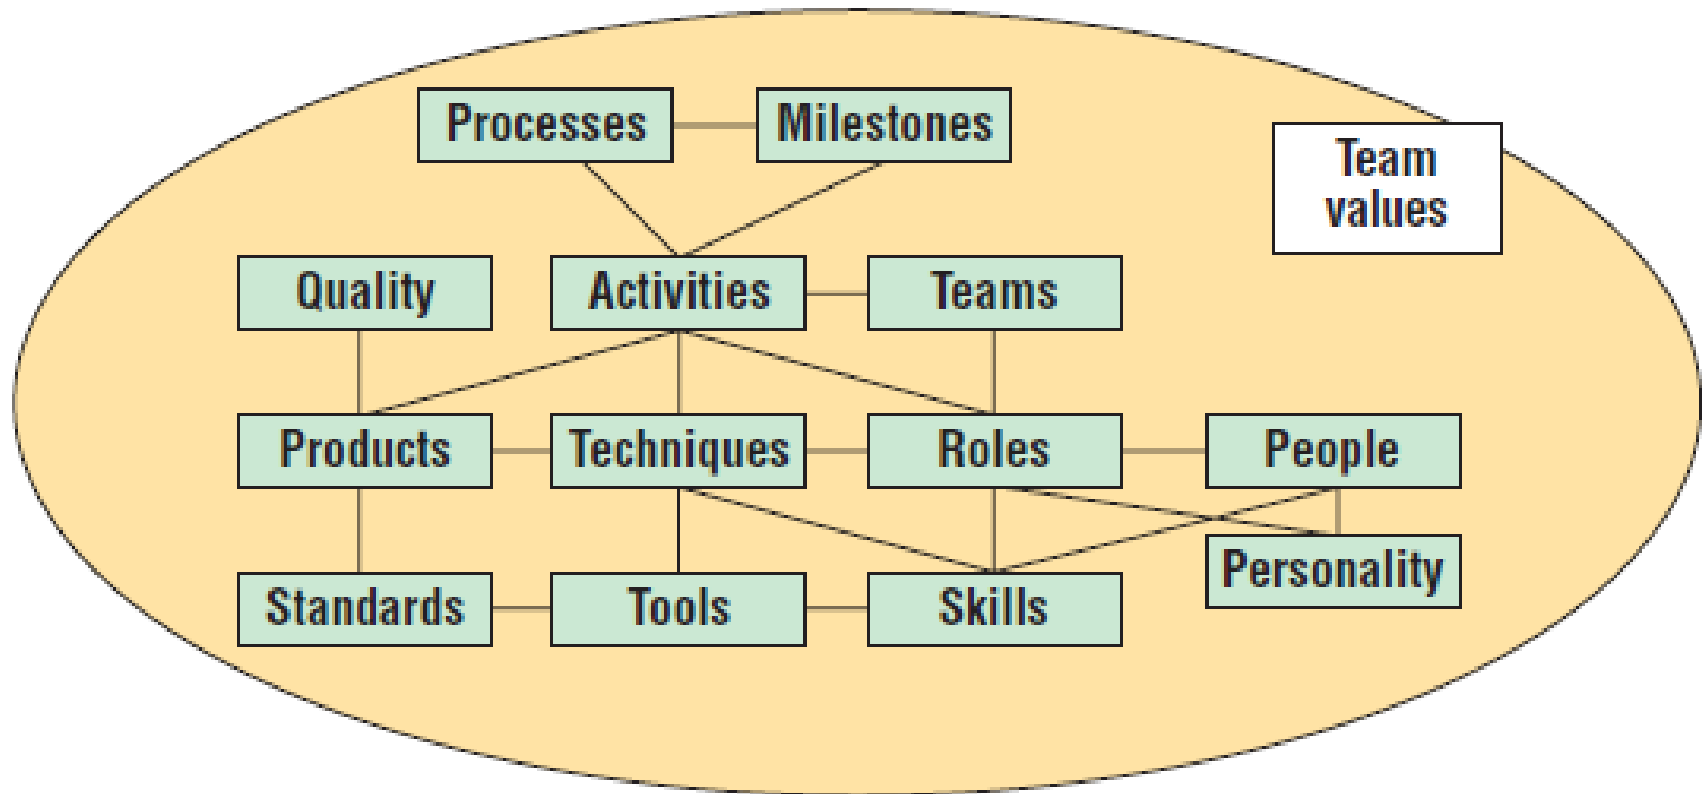 Processes
Milestones
Team
values
Quality
Activities
Teams
Products
Techniques
Roles
People
Personality
Standards
Tools
Skills